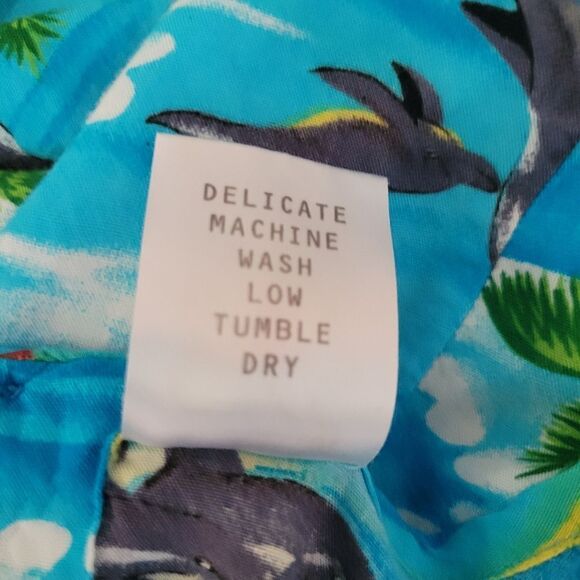 DELICATE
MACHINE
WASH
LOW
TUMBLE
DRY